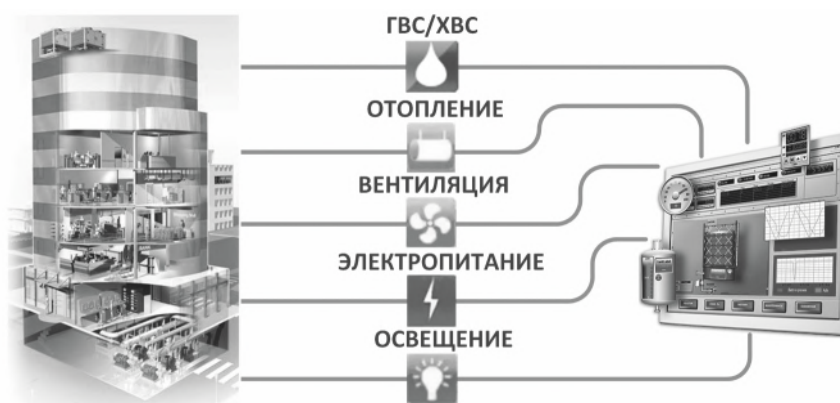 ГВС/ХВС
ОТОПЛЕНИЕ
ВЕНТИЛЯЦИЯ
ЭЛЕКТРОПИТАНИЕ
ОСВЕЩЕНИЕ